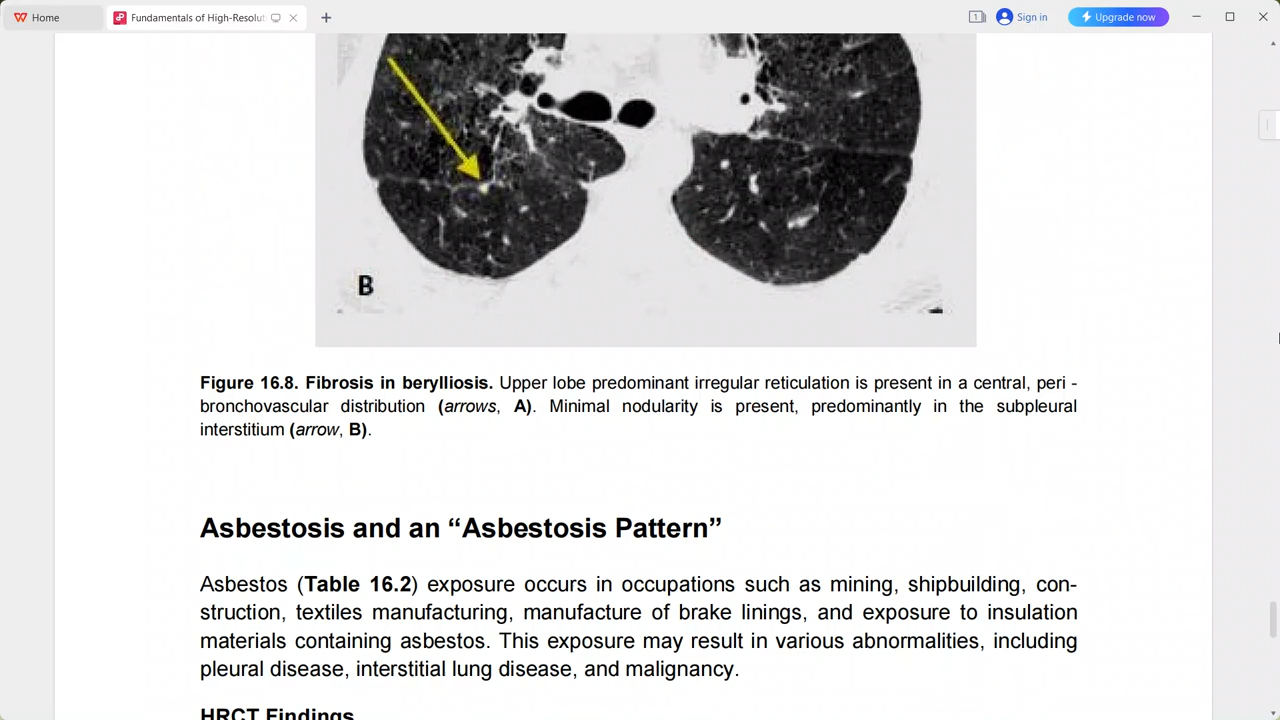 Home
Fundamentals of High-Resolut
1
Sign in
Upgrade now
B
Figure 16.8. Fibrosis in berylliosis. Upper lobe predominant irregular reticulation is present in a central, peri -
bronchovascular distribution (arrows, A). Minimal nodularity is present, predominantly in the subpleural
interstitium (arrow, B).
Asbestosis and an “Asbestosis Pattern”
Asbestos (Table 16.2) exposure occurs in occupations such as mining, shipbuilding, con-
struction, textiles manufacturing, manufacture of brake linings, and exposure to insulation
materials containing asbestos. This exposure may result in various abnormalities, including
pleural disease, interstitial lung disease, and malignancy.
HRCT Findings